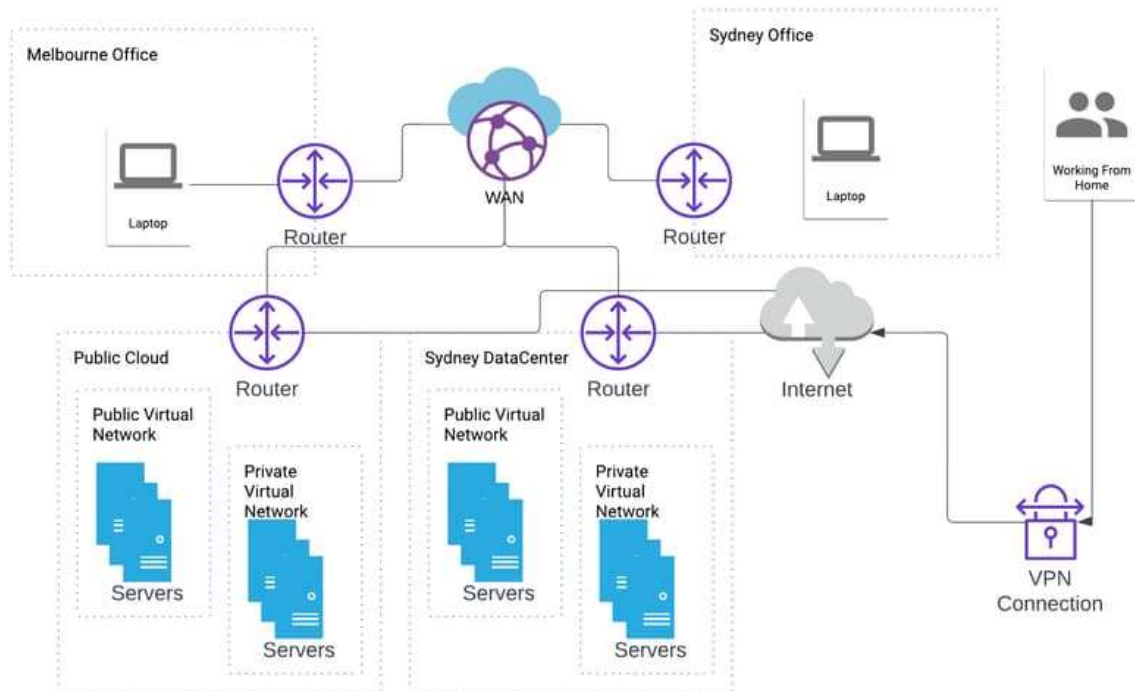 Melbourne Office
Sydney Office
Laptop
Router
WAN
Router
Laptop
Working From
Home
Public Cloud
Router
Sydney DataCenter
Router
Internet
Public Virtual
Network
Servers
Private
Virtual
Network
Servers
Public Virtual
Network
Servers
Private
Virtual
Network
Servers
VPN
Connection